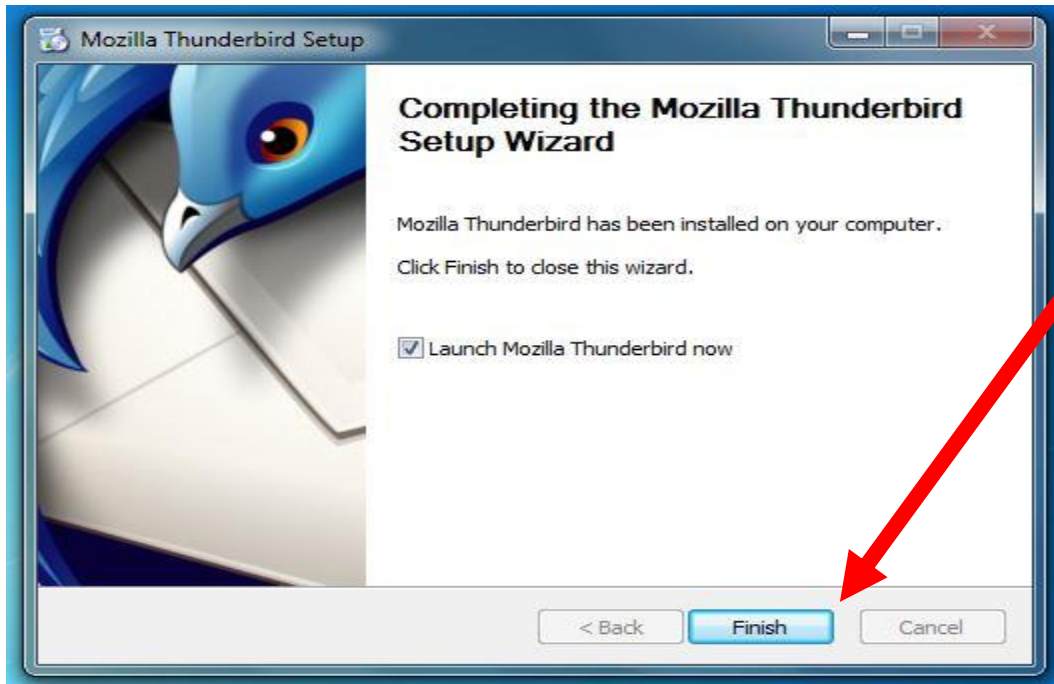 Mozilla Thunderbird Setup
Completing the Mozilla Thunderbird
Setup Wizard
Mozilla Thunderbird has been installed on your computer.
Click Finish to close this wizard.
Launch Mozilla Thunderbird now
< Back Finish Cancel